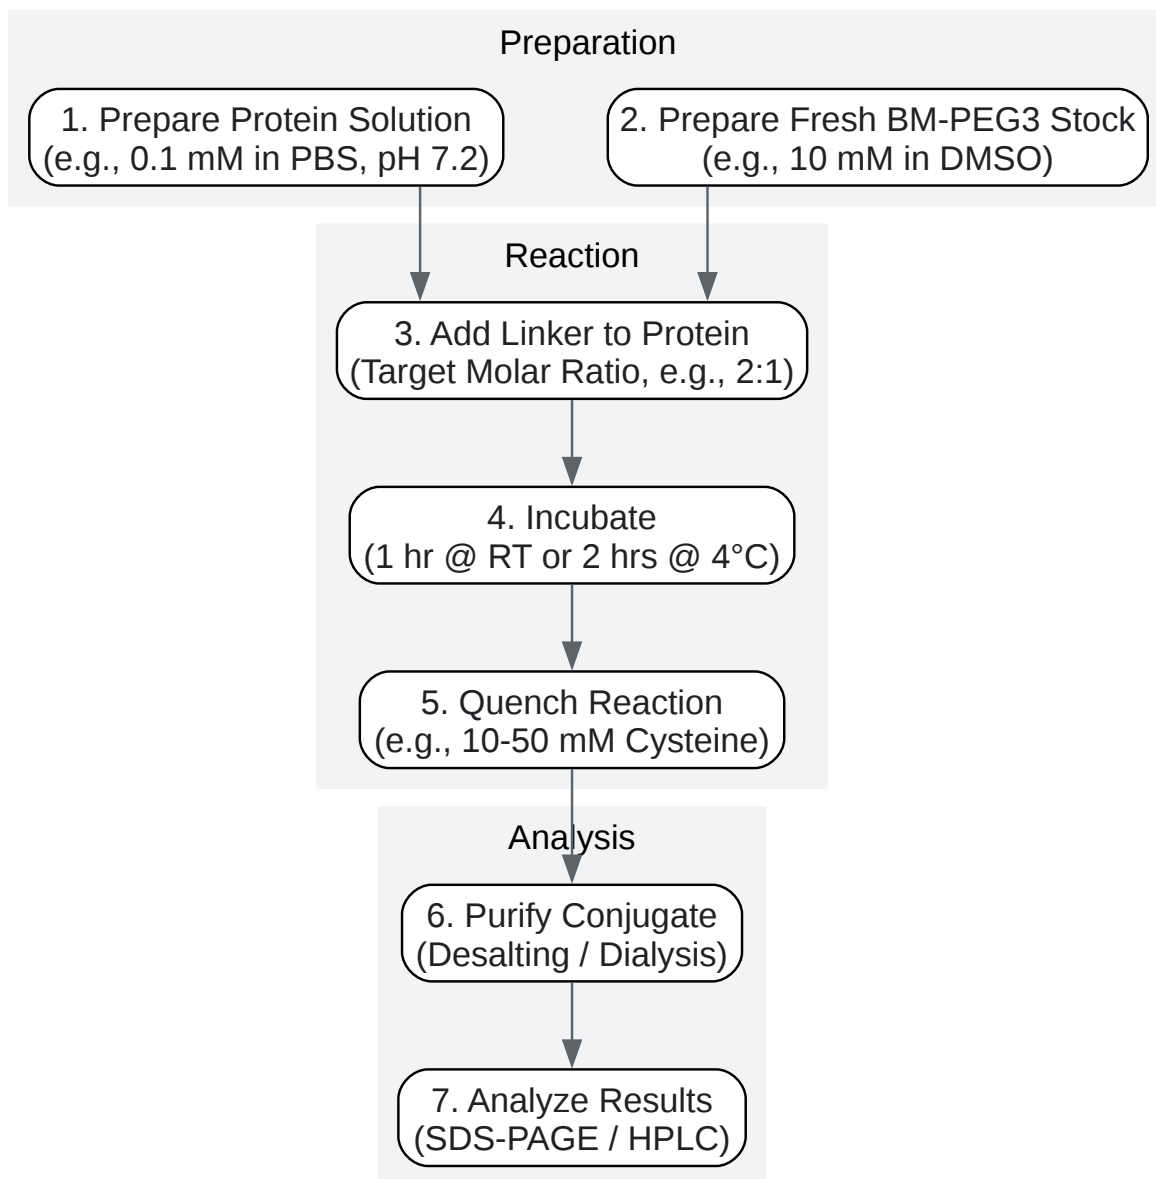 Preparation
1. Prepare Protein Solution
(e.g., 0.1 mM in PBS, pH 7.2)
2. Prepare Fresh BM-PEG3 Stock
(e.g., 10 mM in DMSO)
Reaction
3. Add Linker to Protein
(Target Molar Ratio, e.g., 2:1)
4. Incubate
(1 hr @ RT or 2 hrs @ 4°C)
5. Quench Reaction
(e.g., 10-50 mM Cysteine)
Analysis
6. Purify Conjugate
(Desalting / Dialysis)
7. Analyze Results
(SDS-PAGE / HPLC)